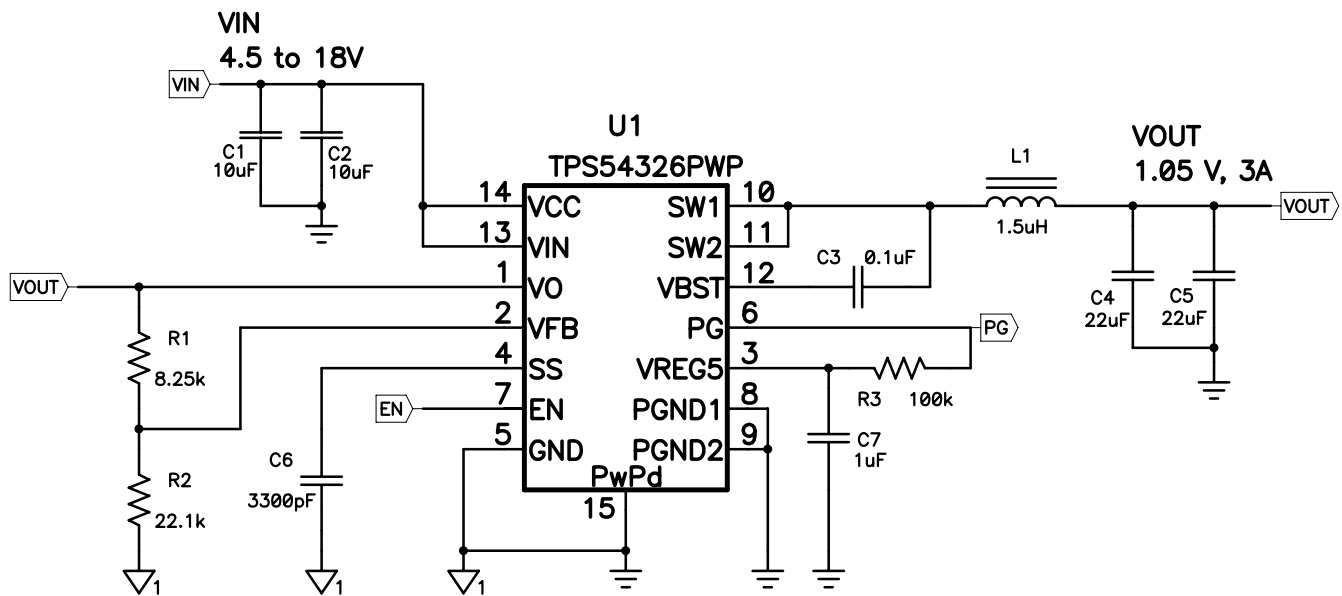 VIN
4.5 to 18V
VIN
C1
10uF
C2
10uF
U1
TPS54326PWP
14
VCC
13
VIN
1
VO
2
VFB
4
SS
7
EN
5
GND
PwPd
15
SW1
10
SW2
11
VBST
12
PG
6
VREG5
3
PGND1
8
PGND2
9
VOUT
R1
8.25k
R2
22.1k
1
EN
C6
3300pF
1
1
C3
0.1uF
L1
1.5uH
VOUT
1.05 V, 3A
VOUT
C4
22uF
C5
22uF
PG
R3
100k
C7
1uF